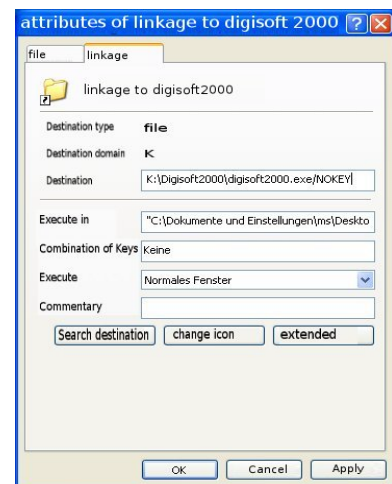 attributes of linkage to digisoft 2000
file linkage
linkage to digisoft2000
Destination type file
Destination domain K
Destination K:\Digisoft2000\digisoft2000.exe/NOKEY
Execute in "C:\Dokumente und Einstellungen\ms\Deskto
Combination of Keys Keine
Execute Normales Fenster
Commentary
Search destination change icon extended
OK Cancel Apply